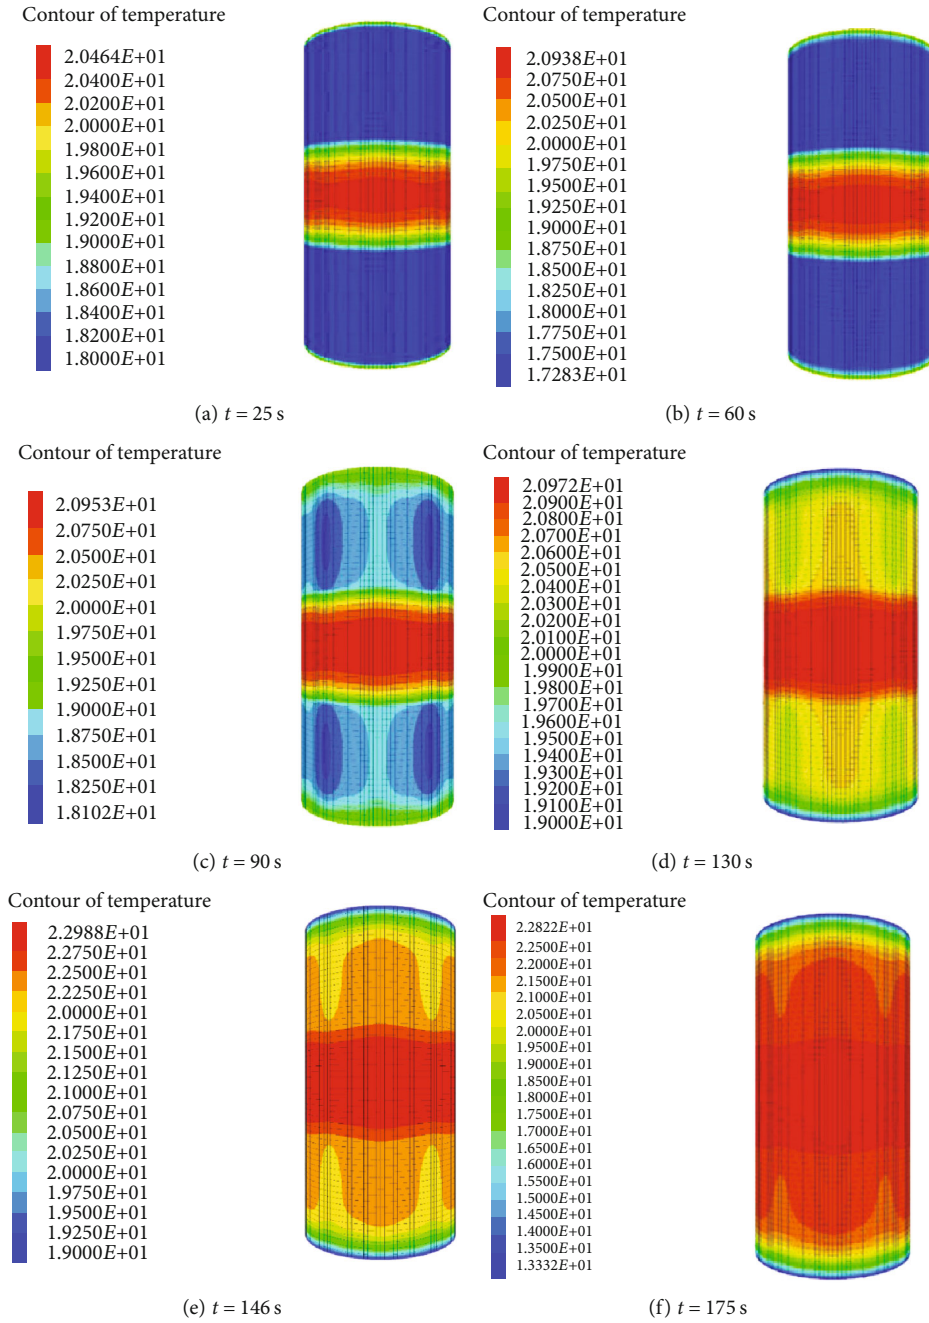 Contour of temperature
2.0464E+01
2.0400E+01
2.0200E+01
2.0000E+01
1.9800E+01
1.9600E+01
1.9400E+01
1.9200E+01
1.9000E+01
1.8800E+01
1.8600E+01
1.8400E+01
1.8200E+01
1.8000E+01
(a) t = 25 s
Contour of temperature
2.0938E+01
2.0750E+01
2.0500E+01
2.0250E+01
2.0000E+01
1.9750E+01
1.9500E+01
1.9250E+01
1.9000E+01
1.8750E+01
1.8500E+01
1.8250E+01
1.8000E+01
1.7750E+01
1.7500E+01
1.7283E+01
(b) t = 60 s
Contour of temperature
2.0953E+01
2.0750E+01
2.0500E+01
2.0250E+01
2.0000E+01
1.9750E+01
1.9500E+01
1.9250E+01
1.9000E+01
1.8750E+01
1.8500E+01
1.8250E+01
1.8102E+01
(c) t = 90 s
Contour of temperature
2.0972E+01
2.0900E+01
2.0800E+01
2.0700E+01
2.0600E+01
2.0500E+01
2.0400E+01
2.0300E+01
2.0200E+01
2.0100E+01
2.0000E+01
1.9900E+01
1.9800E+01
1.9700E+01
1.9600E+01
1.9500E+01
1.9400E+01
1.9300E+01
1.9200E+01
1.9100E+01
1.9000E+01
(d) t = 130 s
Contour of temperature
2.2988E+01
2.2750E+01
2.2500E+01
2.2250E+01
2.0000E+01
2.1750E+01
2.1500E+01
2.1250E+01
2.1000E+01
2.0750E+01
2.0500E+01
2.0250E+01
2.0000E+01
1.9750E+01
1.9500E+01
1.9250E+01
1.9000E+01
(e) t = 146 s
Contour of temperature
2.2822E+01
2.2500E+01
2.2000E+01
2.1500E+01
2.1000E+01
2.0500E+01
2.0000E+01
1.9500E+01
1.9000E+01
1.8500E+01
1.8000E+01
1.7500E+01
1.7000E+01
1.6500E+01
1.6000E+01
1.5500E+01
1.5000E+01
1.4500E+01
1.4000E+01
1.3500E+01
1.3332E+01
(f) t = 175 s